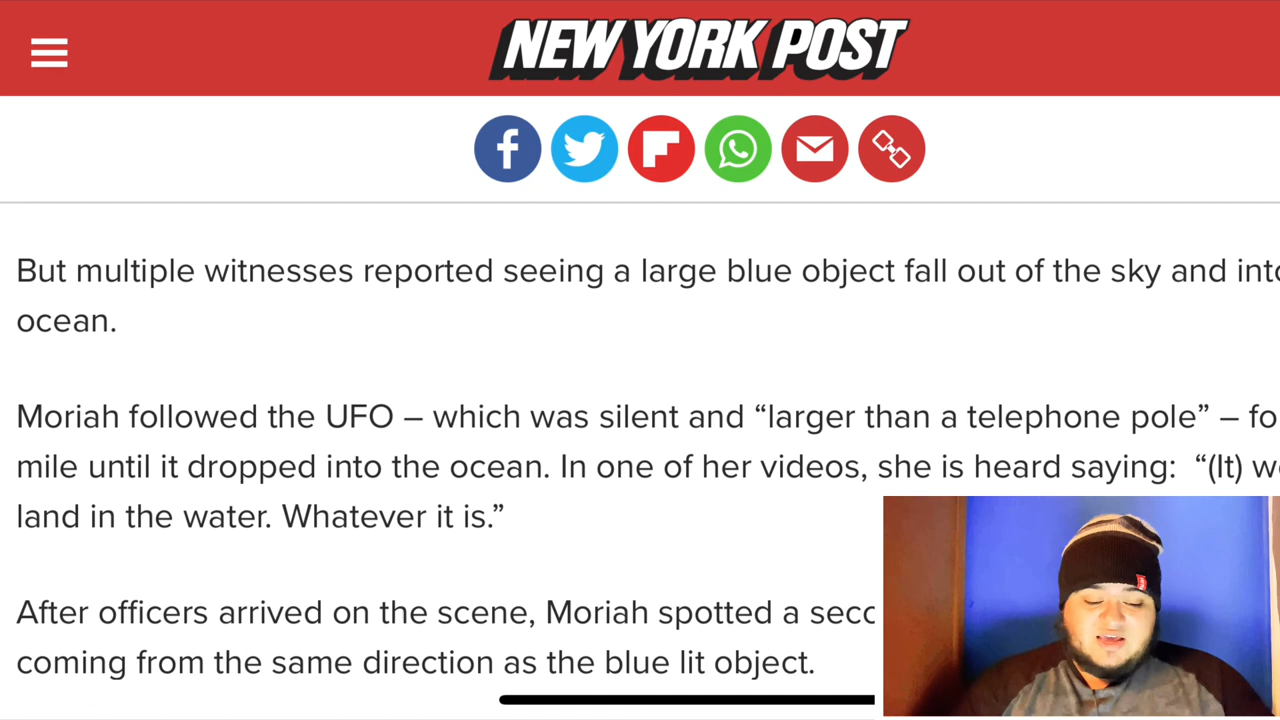 NEW YORK POST
But multiple witnesses reported seeing a large blue object fall out of the sky and
ocean.
Moriah followed the UFO – which was silent and “larger than a telephone pole” –
mile until it dropped into the ocean. In one of her videos, she is heard saying: “(It)
land in the water. Whatever it is.”
After officers arrived on the scene, Moriah spotted a
coming from the same direction as the blue lit object.